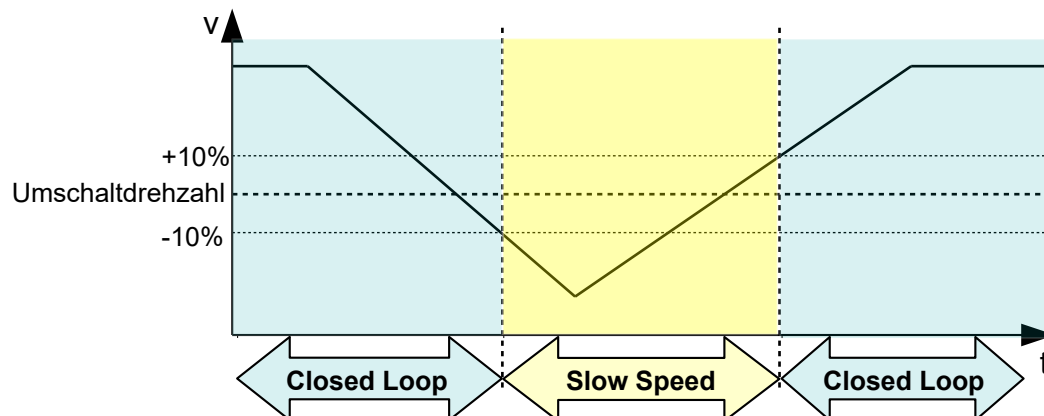 v
+10%
Umschaltdrehzahl
-10%
t
Closed Loop
Slow Speed
Closed Loop